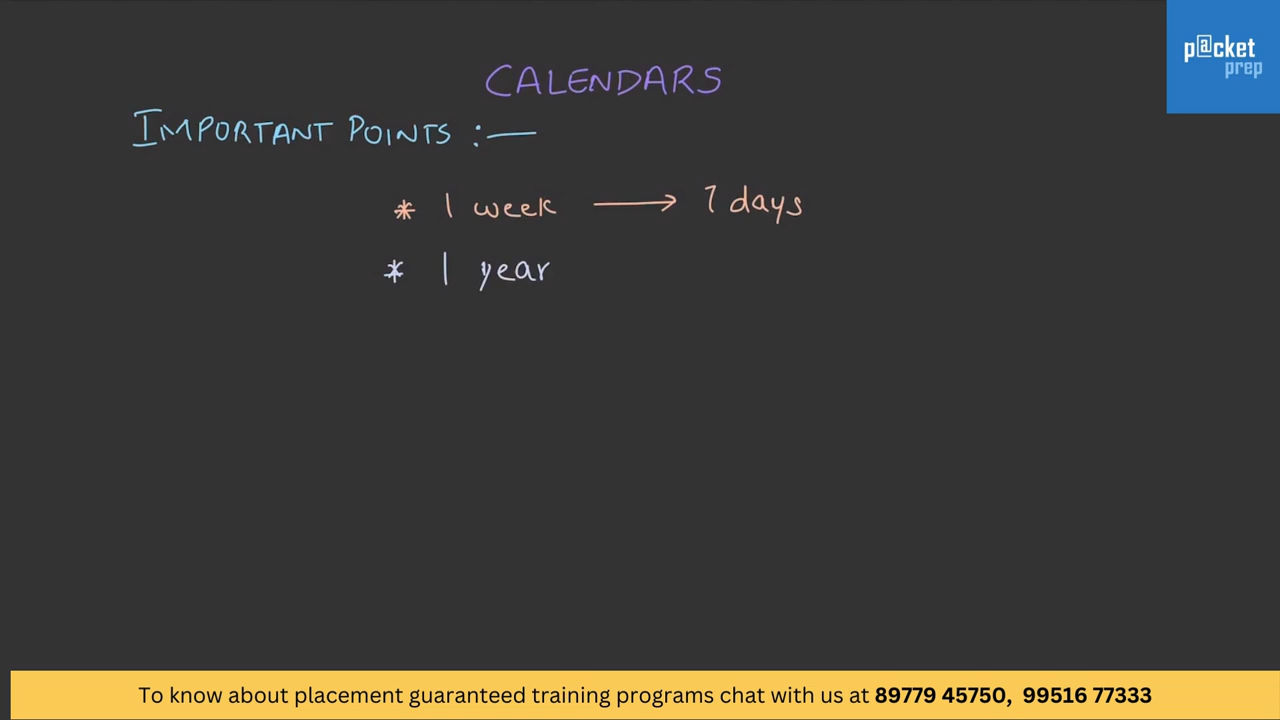 p@cket
prep
CALENDARS
IMPORTANT POINTS :—
* 1 week ⟶ 7 days
* 1 year
To know about placement guaranteed training programs chat with us at 89779 45750, 99516 77333